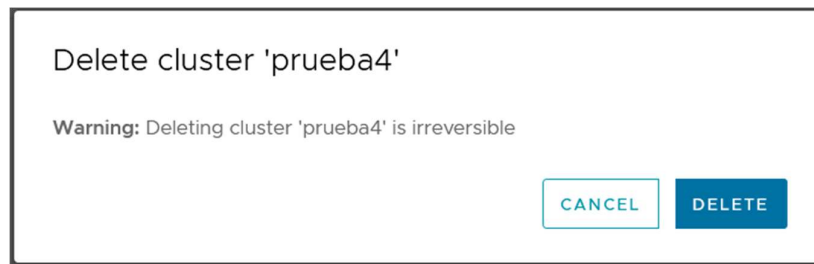 Delete cluster 'prueba4'
Warning: Deleting cluster 'prueba4' is irreversible
CANCEL DELETE